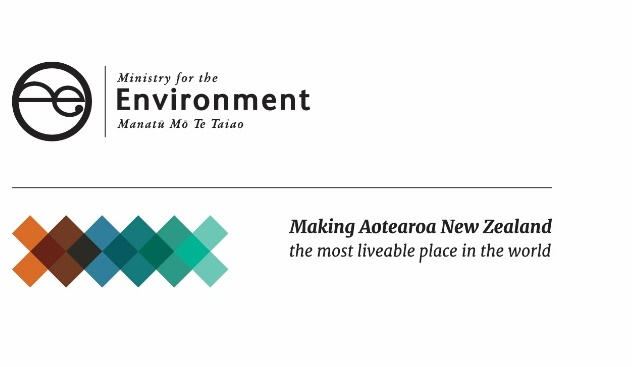 Ministry for the
Environment
Manatū Mō Te Taiao
Making Aotearoa New Zealand
the most liveable place in the world